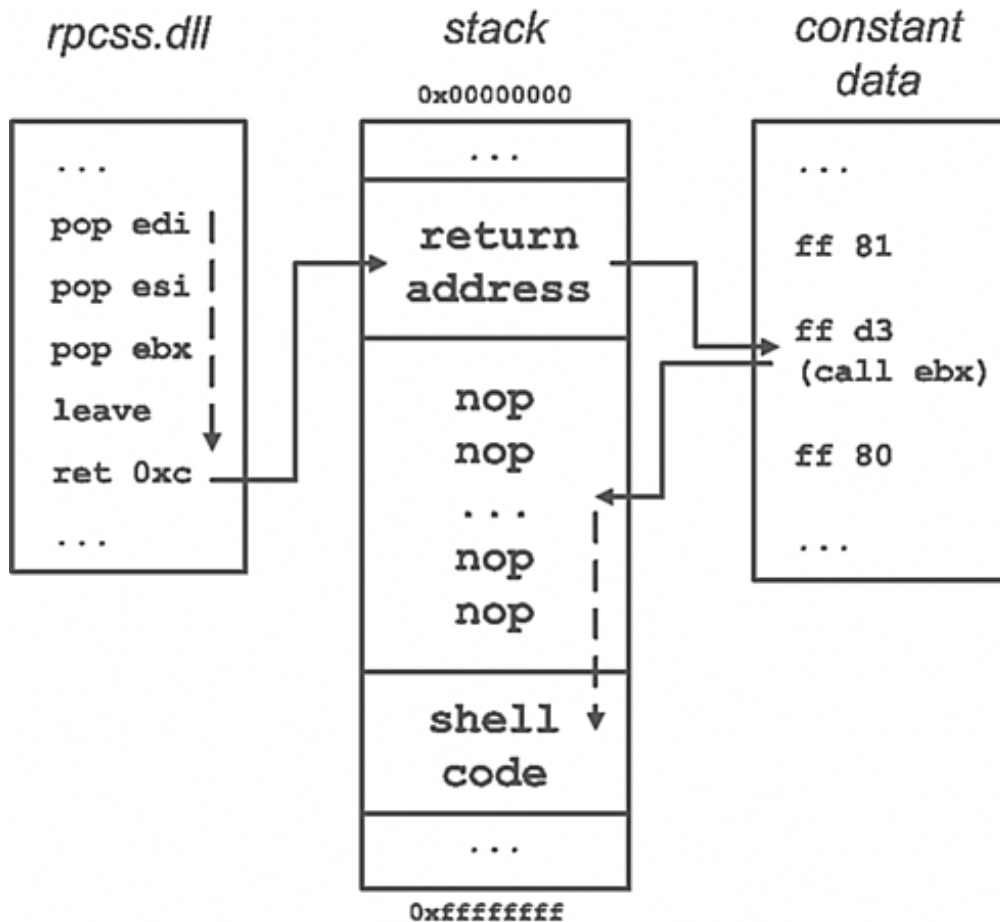 rpcss.dll
...
pop edi
pop esi
pop ebx
leave
ret 0xc
...
stack
0x00000000
...
return
address
nop
nop
...
nop
nop
shell
code
...
0xffffffff
constant
data
...
ff 81
ff d3
(call ebx)
ff 80
...